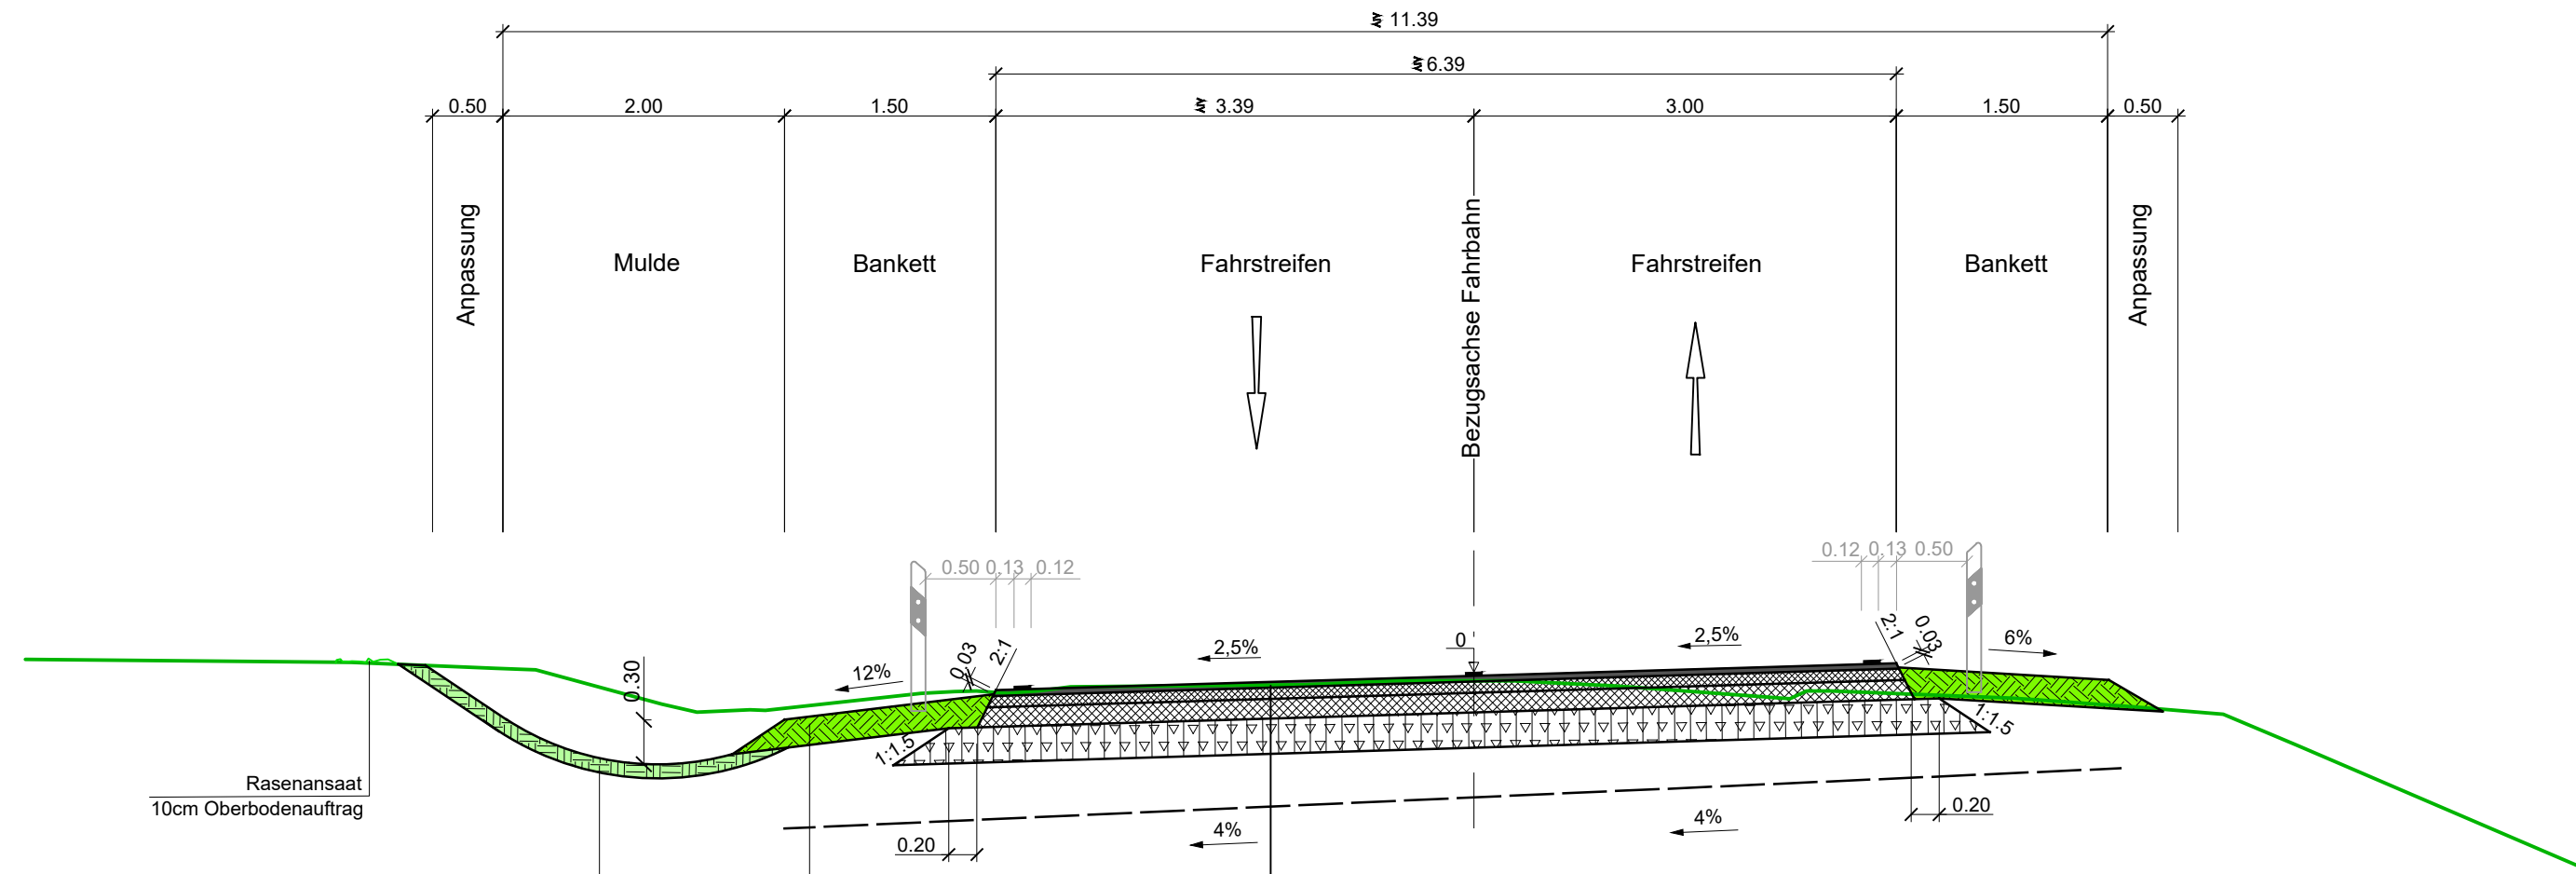 ≷ 11.39
≷ 6.39
0.50 2.00 1.50 ≷ 3.39 3.00 1.50 0.50
Anpassung
Mulde
Bankett
Fahrstreifen
Bezugsachse Fahrbahn
Fahrstreifen
Bankett
Anpassung
0.50 0.13 0.12
0.12 0.13 0.50
12%
0.03
2:1
2,5%
0
2,5%
2:1
0.03
6%
0.30
1:1.5
1:1.5
Rasenansaat
10cm Oberbodenauftrag
0.20
4%
4%
0.20